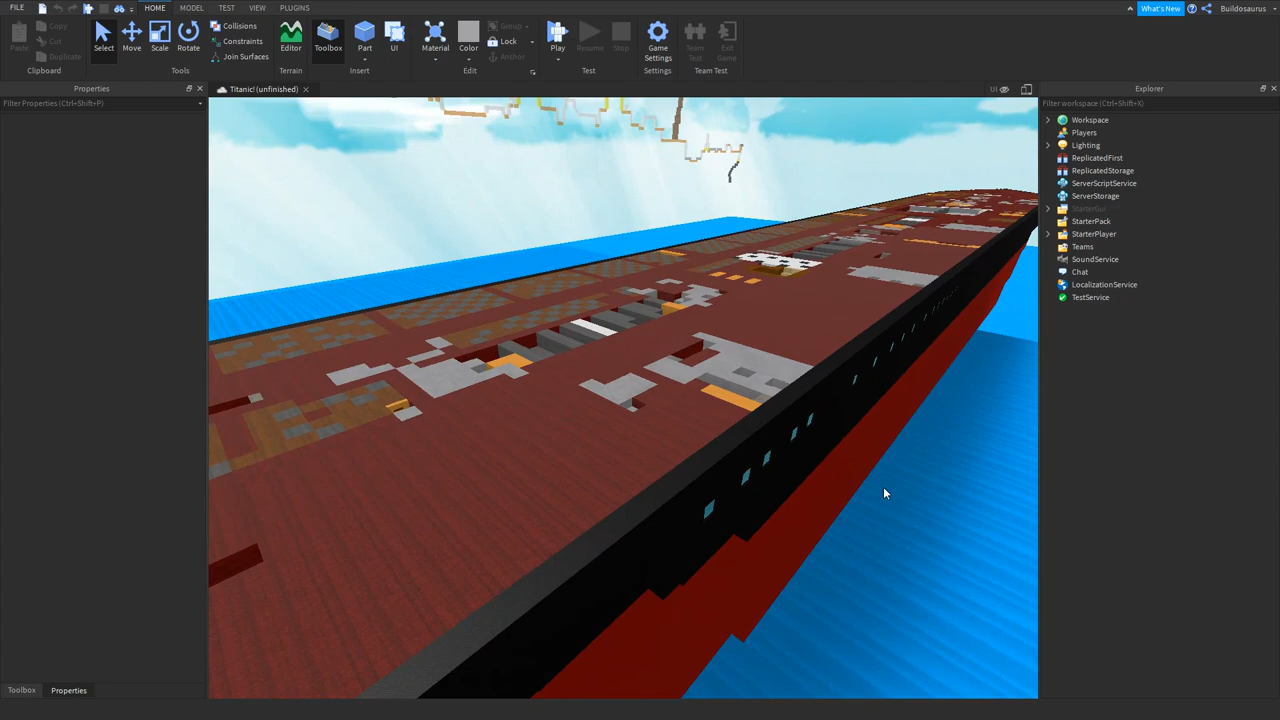 FILE HOME MODEL TEST VIEW PLUGINS What's New Buildosaurus
Paste Copy Cut Duplicate Select Move Scale Rotate Collisions Constraints Join Surfaces Editor Toolbox Part UI Material Color Group Lock Anchor Play Resume Stop Game Settings Team Test Exit Game
Clipboard Tools Terrain Insert Edit Test Settings Team Test
Properties Titanic! (unfinished) UI Explorer
Filter Properties (Ctrl+Shift+P) Filter workspace (Ctrl+Shift+X)
Workspace
Players
Lighting
ReplicatedFirst
ReplicatedStorage
ServerScriptService
ServerStorage
StarterGui
StarterPack
StarterPlayer
Teams
SoundService
Chat
LocalizationService
TestService
Toolbox Properties